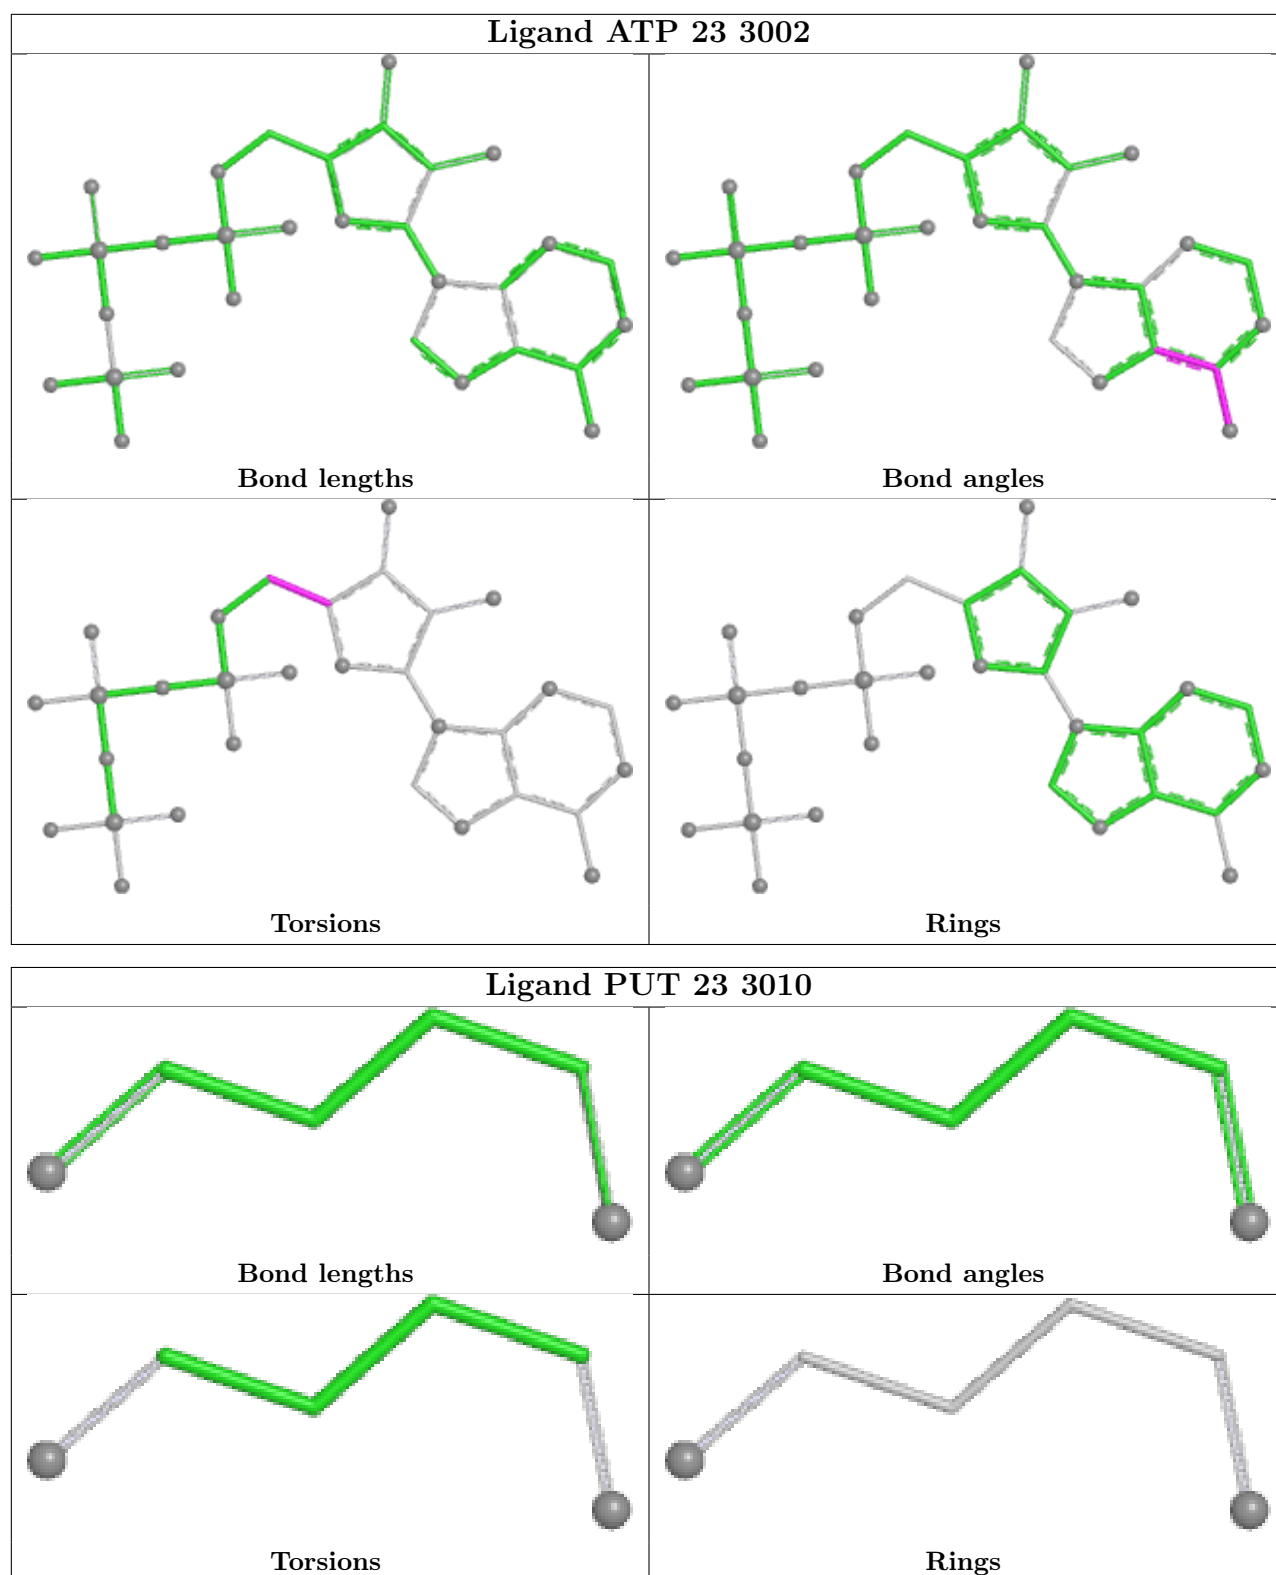 Ligand ATP 23 3002
Bond lengths
Bond angles
Torsions
Rings
Ligand PUT 23 3010
Bond lengths
Bond angles
Torsions
Rings